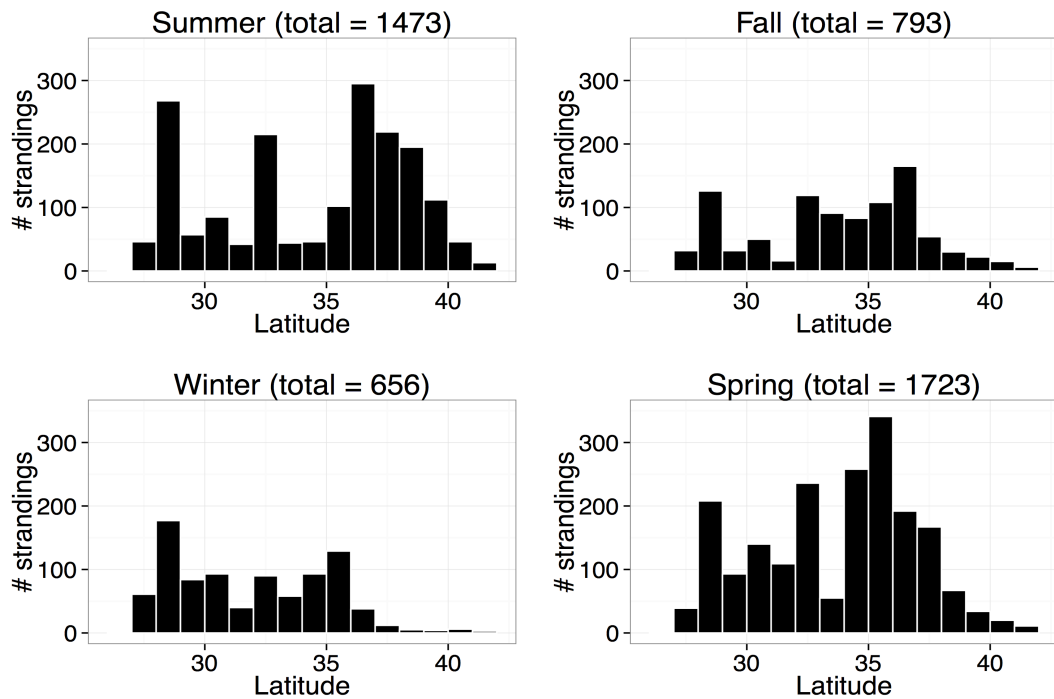 Summer (total = 1473)
# strandings
300
200
100
0
30 35 40
Latitude
Fall (total = 793)
# strandings
300
200
100
0
30 35 40
Latitude
Winter (total = 656)
# strandings
300
200
100
0
30 35 40
Latitude
Spring (total = 1723)
# strandings
300
200
100
0
30 35 40
Latitude